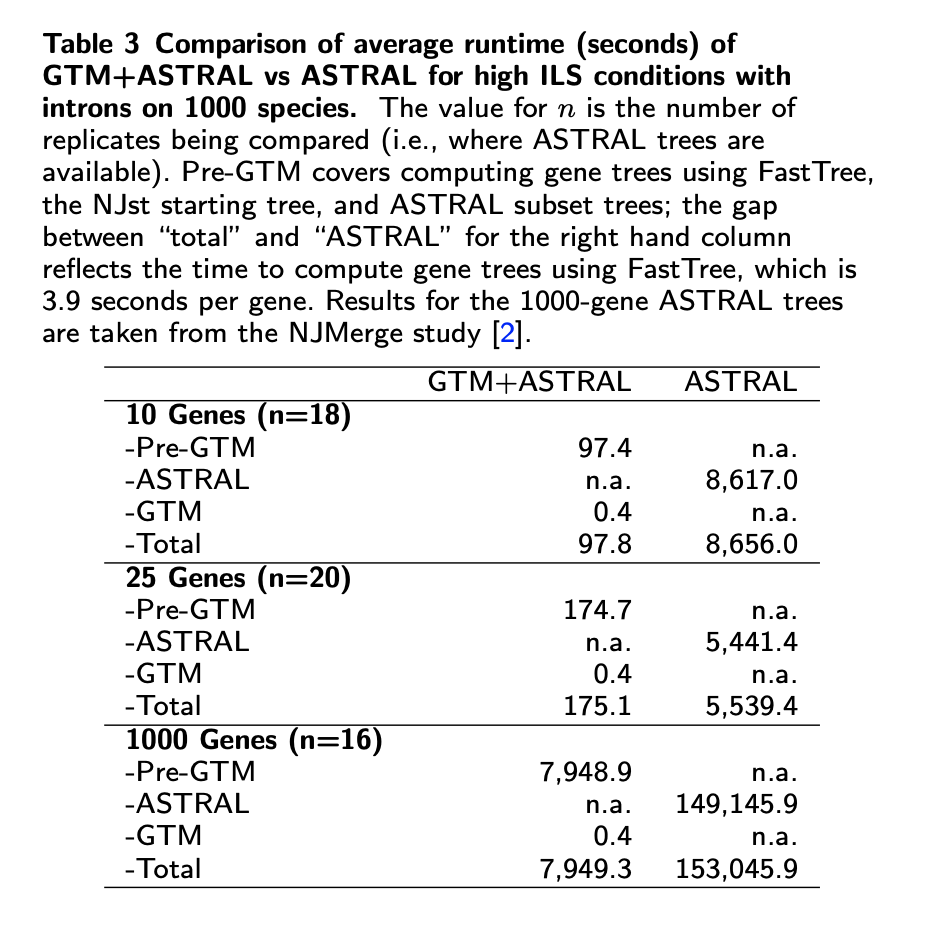 Table 3 Comparison of average runtime (seconds) of
GTM+ASTRAL vs ASTRAL for high ILS conditions with
introns on 1000 species. The value for n is the number of
replicates being compared (i.e., where ASTRAL trees are
available). Pre-GTM covers computing gene trees using FastTree,
the NJst starting tree, and ASTRAL subset trees; the gap
between “total” and “ASTRAL” for the right hand column
reflects the time to compute gene trees using FastTree, which is
3.9 seconds per gene. Results for the 1000-gene ASTRAL trees
are taken from the NJMerge study [2].
GTM+ASTRAL ASTRAL
10 Genes (n=18)
-Pre-GTM 97.4 n.a.
-ASTRAL n.a. 8,617.0
-GTM 0.4 n.a.
-Total 97.8 8,656.0
25 Genes (n=20)
-Pre-GTM 174.7 n.a.
-ASTRAL n.a. 5,441.4
-GTM 0.4 n.a.
-Total 175.1 5,539.4
1000 Genes (n=16)
-Pre-GTM 7,948.9 n.a.
-ASTRAL n.a. 149,145.9
-GTM 0.4 n.a.
-Total 7,949.3 153,045.9